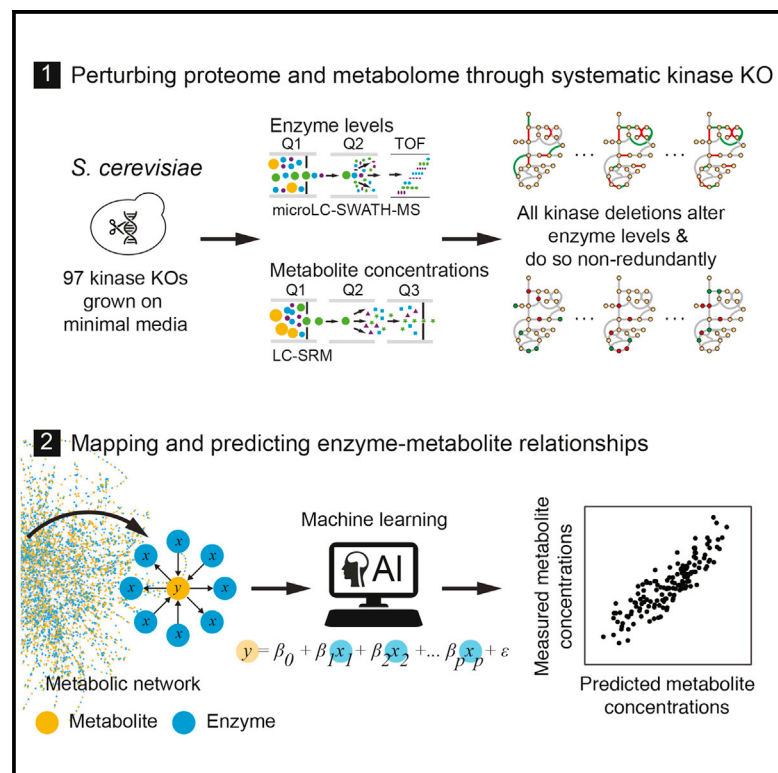 1 Perturbing proteome and metabolome through systematic kinase KO
S. cerevisiae
97 kinase KOs
grown on
minimal media
Enzyme levels
Q1 Q2 TOF
microLC-SWATH-MS
Metabolite concentrations
Q1 Q2 Q3
LC-SRM
... ...
All kinase deletions alter
enzyme levels &
do so non-redundantly
... ...
2 Mapping and predicting enzyme-metabolite relationships
x
x x
x y x
x x
x
Metabolic network
Metabolite Enzyme
Machine learning
AI
y = β0 + β1x1 + β2x2 +... βpxp + ε
Measured metabolite
concentrations
Predicted metabolite
concentrations